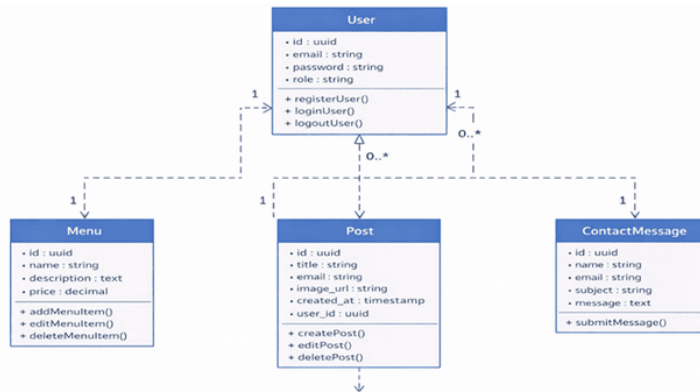 User
• id : uuid
• email : string
• password : string
• role : string
+ registerUser()
+ loginUser()
+ logoutUser()
1
1
0..*
0..*
1
1
1
Menu
• id : uuid
• name : string
• description : text
• price : decimal
+ addMenuItem()
+ editMenuItem()
+ deleteMenuItem()
Post
• id : uuid
• title : string
• email : string
• image_url : string
• created_at : timestamp
• user_id : uuid
+ createPost()
+ editPost()
+ deletePost()
ContactMessage
• id : uuid
• name : string
• email : string
• subject : string
• message : text
+ submitMessage()